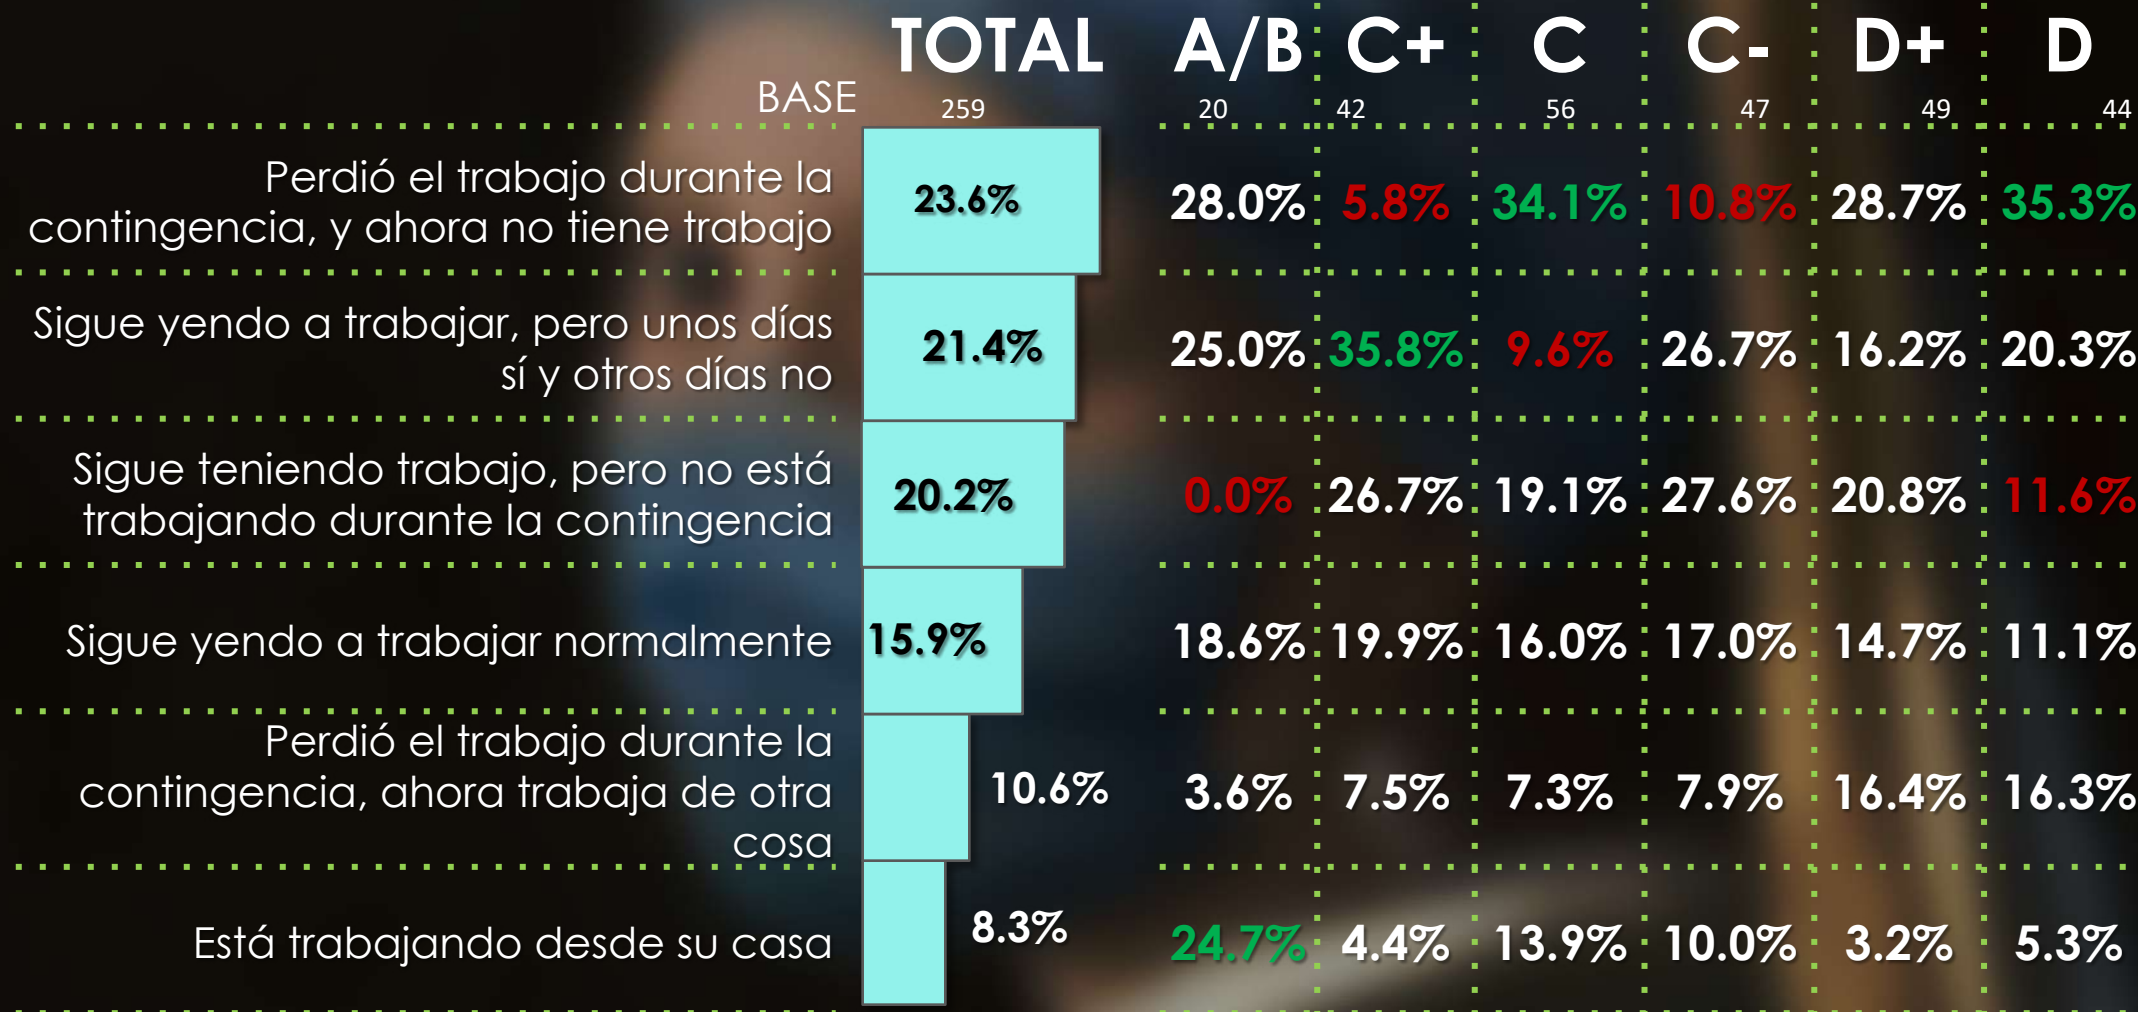 TOTAL A/B C+ C C- D+ D
BASE 259 20 42 56 47 49 44
Perdió el trabajo durante la
contingencia, y ahora no tiene trabajo
23.6% 28.0% 5.8% 34.1% 10.8% 28.7% 35.3%
Sigue yendo a trabajar, pero unos días
sí y otros días no
21.4% 25.0% 35.8% 9.6% 26.7% 16.2% 20.3%
Sigue teniendo trabajo, pero no está
trabajando durante la contingencia
20.2% 0.0% 26.7% 19.1% 27.6% 20.8% 11.6%
Sigue yendo a trabajar normalmente
15.9% 18.6% 19.9% 16.0% 17.0% 14.7% 11.1%
Perdió el trabajo durante la
contingencia, ahora trabaja de otra
cosa
10.6% 3.6% 7.5% 7.3% 7.9% 16.4% 16.3%
Está trabajando desde su casa
8.3% 24.7% 4.4% 13.9% 10.0% 3.2% 5.3%